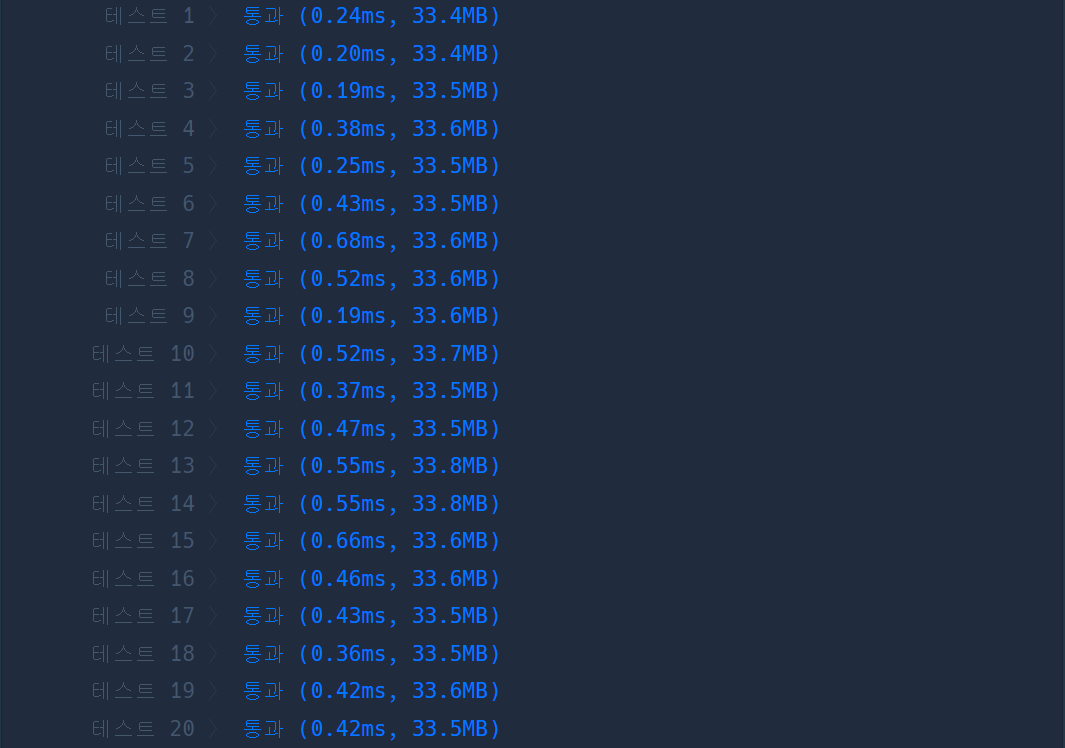 테스트 1 〉 통과 (0.24ms, 33.4MB)
테스트 2 〉 통과 (0.20ms, 33.4MB)
테스트 3 〉 통과 (0.19ms, 33.5MB)
테스트 4 〉 통과 (0.38ms, 33.6MB)
테스트 5 〉 통과 (0.25ms, 33.5MB)
테스트 6 〉 통과 (0.43ms, 33.5MB)
테스트 7 〉 통과 (0.68ms, 33.6MB)
테스트 8 〉 통과 (0.52ms, 33.6MB)
테스트 9 〉 통과 (0.19ms, 33.6MB)
테스트 10 〉 통과 (0.52ms, 33.7MB)
테스트 11 〉 통과 (0.37ms, 33.5MB)
테스트 12 〉 통과 (0.47ms, 33.5MB)
테스트 13 〉 통과 (0.55ms, 33.8MB)
테스트 14 〉 통과 (0.55ms, 33.8MB)
테스트 15 〉 통과 (0.66ms, 33.6MB)
테스트 16 〉 통과 (0.46ms, 33.6MB)
테스트 17 〉 통과 (0.43ms, 33.5MB)
테스트 18 〉 통과 (0.36ms, 33.5MB)
테스트 19 〉 통과 (0.42ms, 33.6MB)
테스트 20 〉 통과 (0.42ms, 33.5MB)